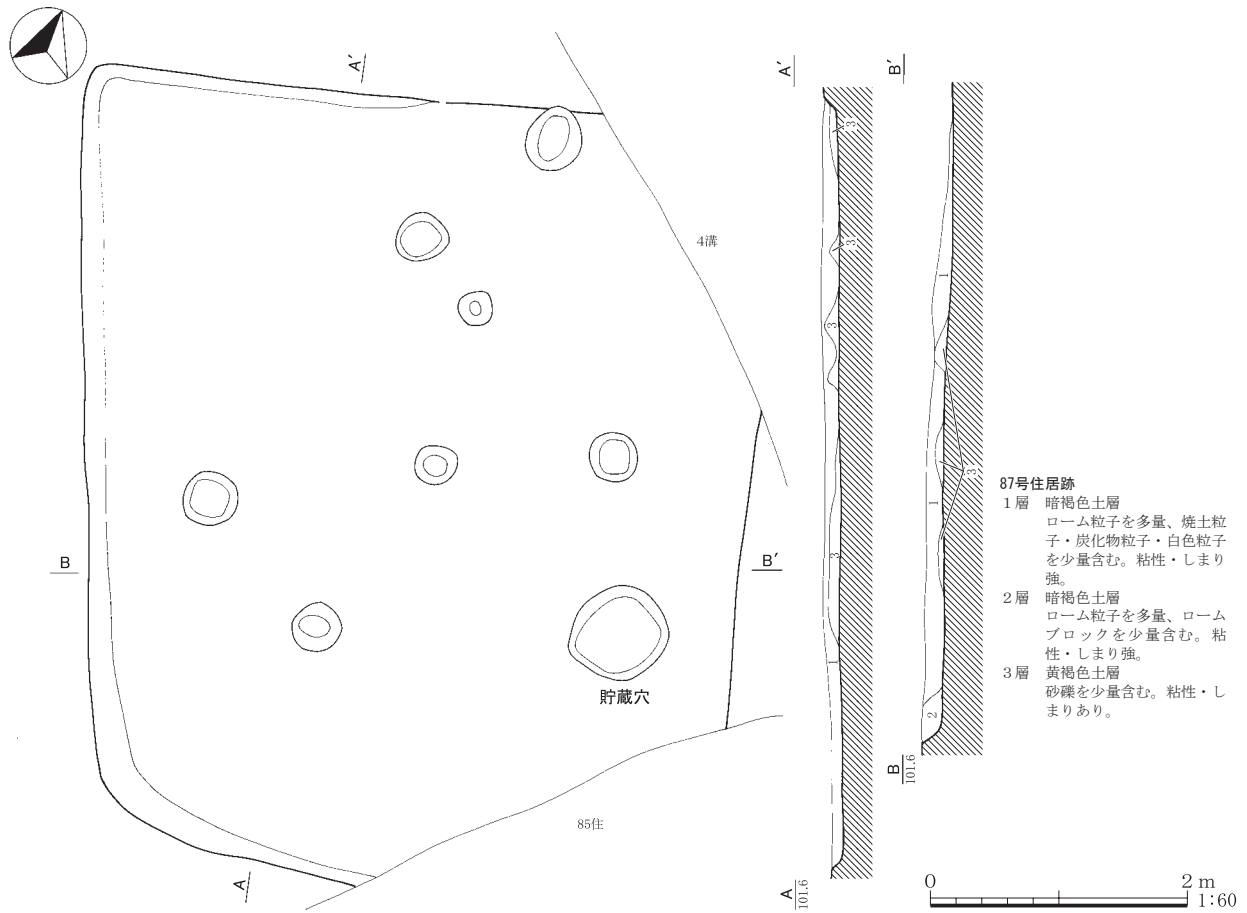 A′
4溝
B
B′
貯蔵穴
85住
A
A′
3
3
3
3
1
A
101.6
B′
1
1
3
2
B
101.6
87号住居跡
1層　暗褐色土層
ローム粒子を多量、焼土粒
子・炭化物粒子・白色粒子
を少量含む。粘性・しまり
強。
2層　暗褐色土層
ローム粒子を多量、ローム
ブロックを少量含む。粘
性・しまり強。
3層　黄褐色土層
砂礫を少量含む。粘性・し
まりあり。
0　2 m
1:60